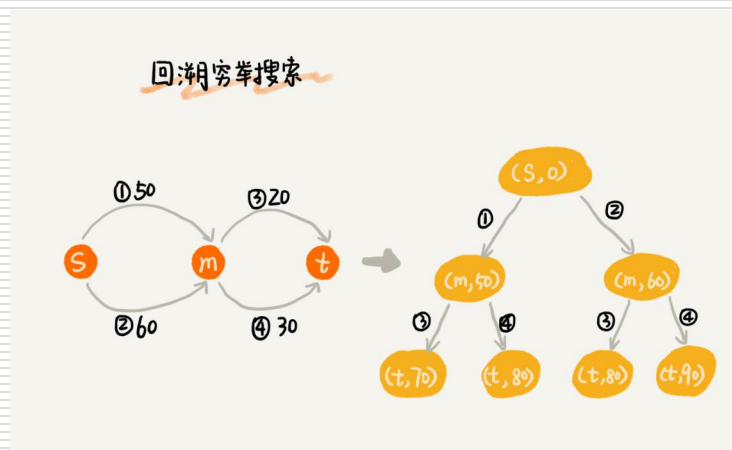 回溯穷举搜索
①50
③20
S
m
t
②60
④30
(S,0)
①
②
(m,50)
(m,60)
③
④
③
④
(t,70)
(t,80)
(t,80)
(t,90)